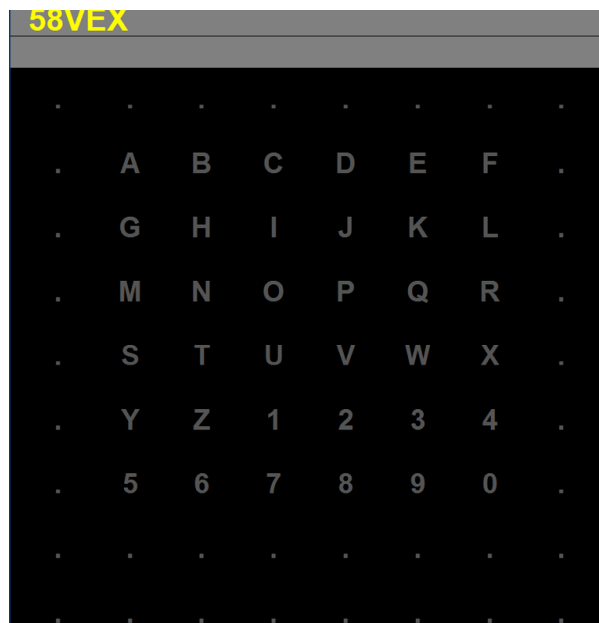 58VEX
. . . . . . . .
. A B C D E F .
. G H I J K L .
. M N O P Q R .
. S T U V W X .
. Y Z 1 2 3 4 .
. 5 6 7 8 9 0 .
. . . . . . . .
. . . . . . . .